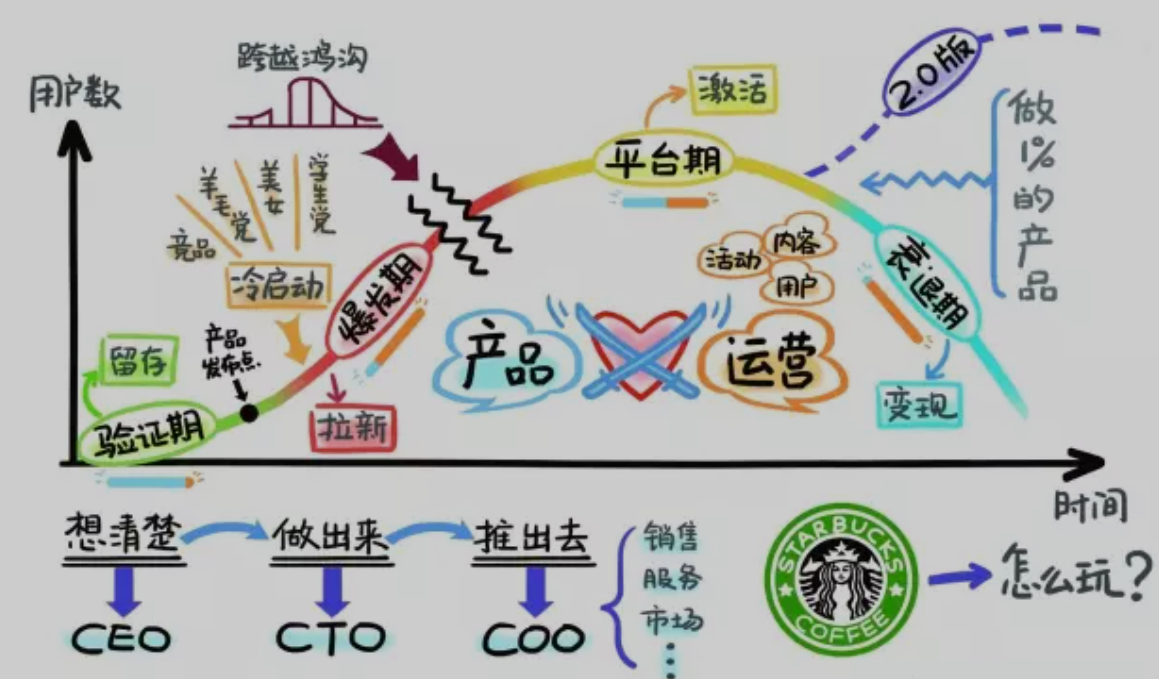 用户数
跨越鸿沟
竞品
羊毛党
美女
学生党
冷启动
产品
发布点
留存
验证期
爆发期
拉新
平台期
激活
2.0版
做1%的产品
衰退期
变现
活动
内容
用户
产品
运营
时间
想清楚
做出来
推出去
CEO
CTO
COO
销售
服务
市场
⋮
STARBUCKS
COFFEE
怎么玩?